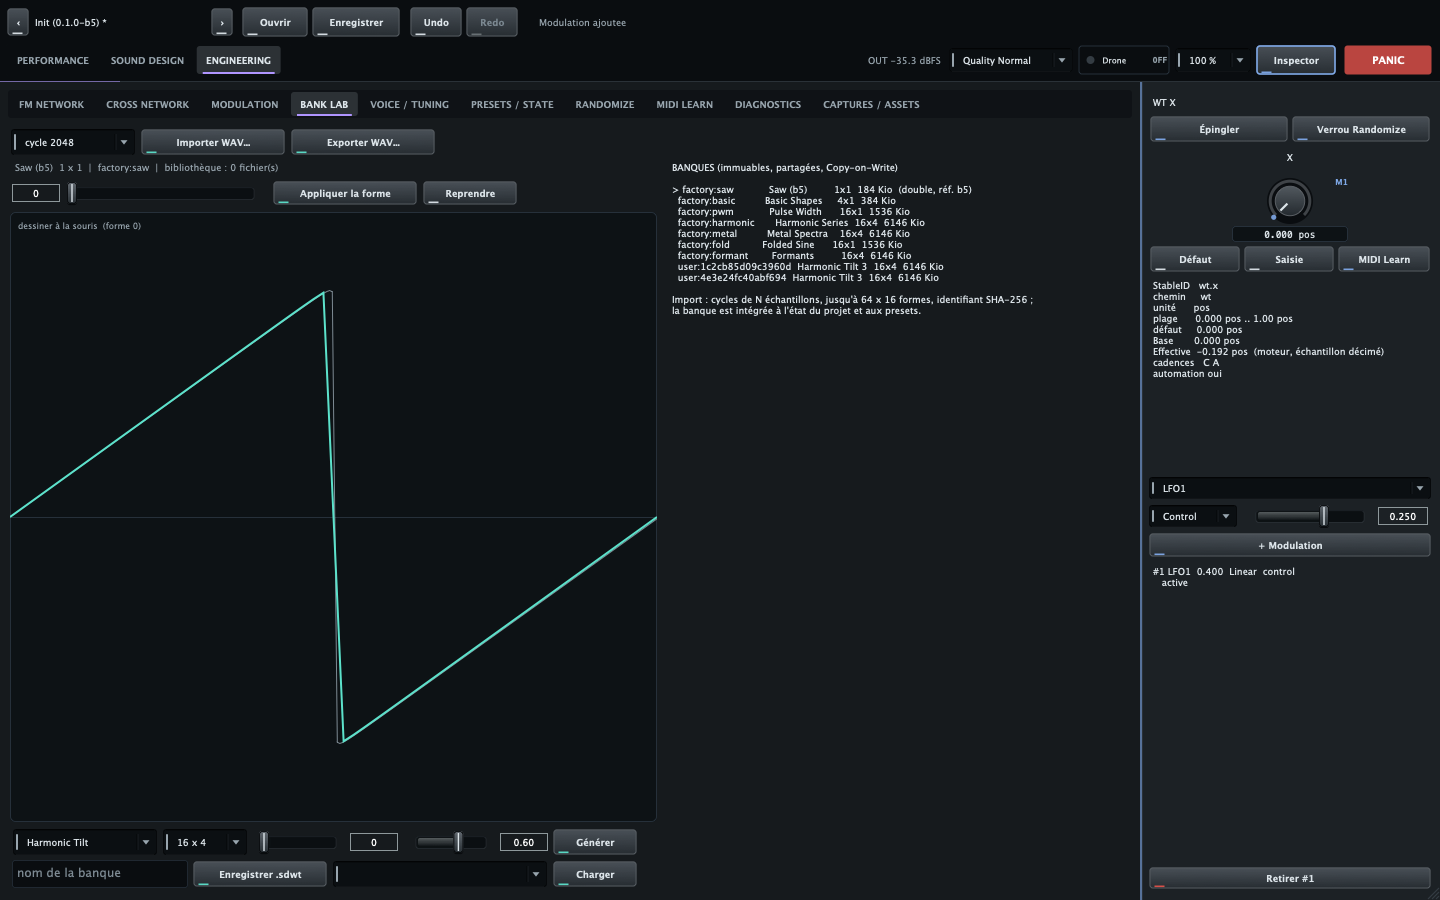 ‹ Init (0.1.0-b5) * › Ouvrir Enregistrer Undo Redo Modulation ajoutee
PERFORMANCE SOUND DESIGN ENGINEERING OUT -35.3 dBFS Quality Normal Drone OFF 100 % Inspector PANIC
FM NETWORK CROSS NETWORK MODULATION BANK LAB VOICE / TUNING PRESETS / STATE RANDOMIZE MIDI LEARN DIAGNOSTICS CAPTURES / ASSETS
cycle 2048 Importer WAV... Exporter WAV...
Saw (b5) 1 x 1 | factory:saw | bibliothèque : 0 fichier(s)
0 Appliquer la forme Reprendre
dessiner à la souris (forme 0)
Harmonic Tilt 16 x 4 0 0.60 Générer
nom de la banque Enregistrer .sdwt Charger
BANQUES (immuables, partagées, Copy-on-Write)
> factory:saw Saw (b5) 1x1 184 Kio (double, réf. b5)
factory:basic Basic Shapes 4x1 384 Kio
factory:pwm Pulse Width 16x1 1536 Kio
factory:harmonic Harmonic Series 16x4 6146 Kio
factory:metal Metal Spectra 16x4 6146 Kio
factory:fold Folded Sine 16x1 1536 Kio
factory:formant Formants 16x4 6146 Kio
user:1c2cb85d09c3960d Harmonic Tilt 3 16x4 6146 Kio
user:4e3e24fc40abf694 Harmonic Tilt 3 16x4 6146 Kio
Import : cycles de N échantillons, jusqu'à 64 x 16 formes, identifiant SHA-256 ;
la banque est intégrée à l'état du projet et aux presets.
WT X
Épingler Verrou Randomize
X
M1
0.000 pos
Défaut Saisie MIDI Learn
StableID wt.x
chemin wt
unité pos
plage 0.000 pos .. 1.00 pos
défaut 0.000 pos
Base 0.000 pos
Effective -0.192 pos (moteur, échantillon décimé)
cadences C A
automation oui
LFO1
Control 0.250
+ Modulation
#1 LFO1 0.400 Linear control
active
Retirer #1